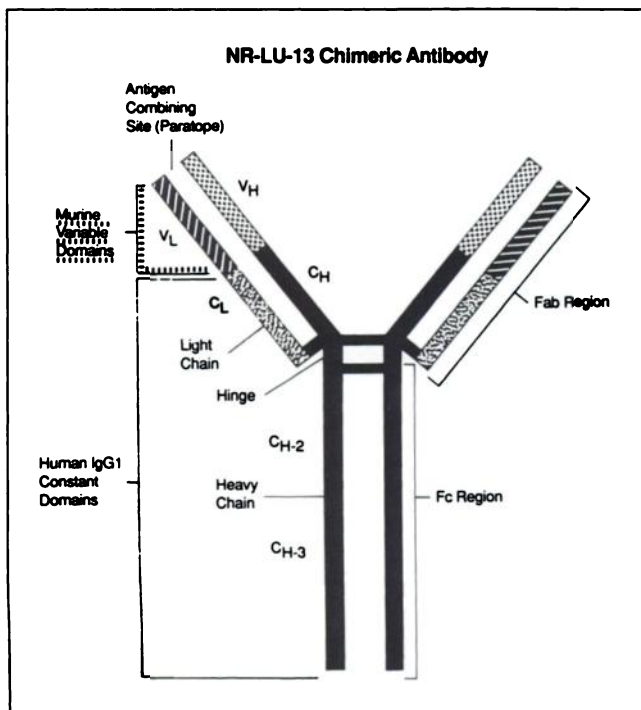 NR-LU-13 Chimeric Antibody
Antigen
Combining
Site (Paratope)
VH
Murine
Variable
Domains
VL
CH
CL
Fab Region
Light
Chain
Hinge
CH-2
Human IgG1
Constant
Domains
Heavy
Chain
Fc Region
CH-3